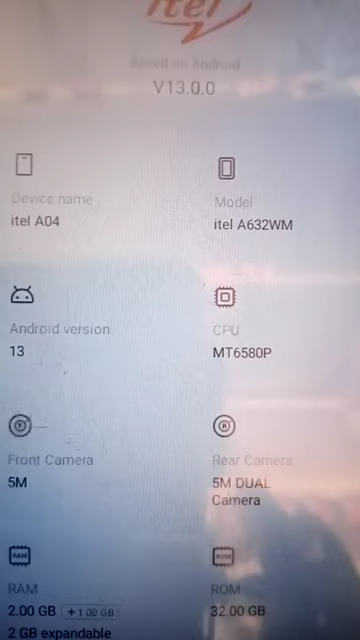 itel
Based on Android
V13.0.0
Device name
itel A04
Model
itel A632WM
Android version
13
CPU
MT6580P
Front Camera
5M
Rear Camera
5M DUAL
Camera
RAM
2.00 GB +1.00 GB
2 GB expandable
ROM
32.00 GB